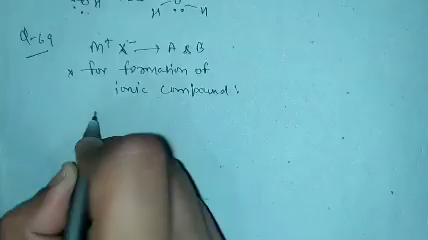 H O H
Q-69
M⁺ X⁻ → A & B
* for formation of
ionic compound :